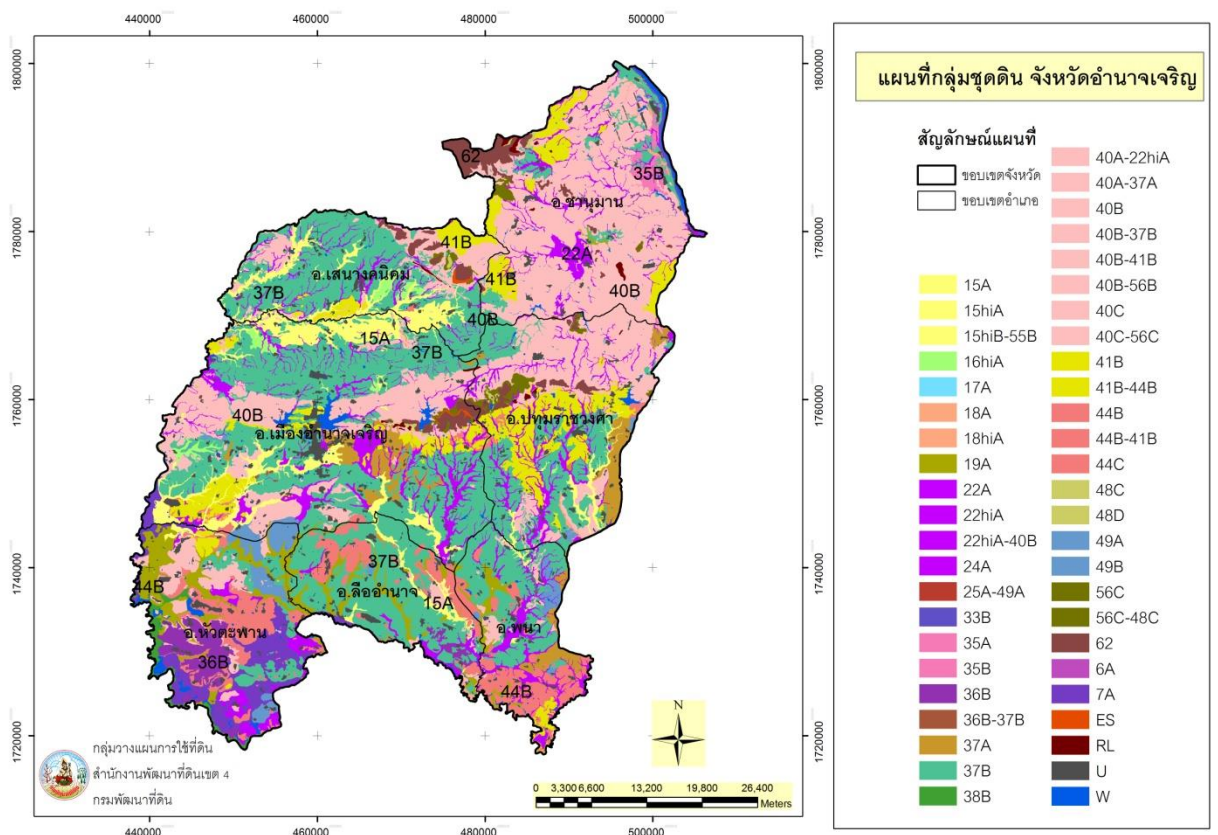 440000
460000
480000
500000
1800000
1780000
1760000
1740000
1720000
1800000
1780000
1760000
1740000
1720000
62
35B
อ.ชานุมาน
41B
22A
อ.เสนางคนิคม
41B
37B
40B
40B
15A
37B
40B
อ.ปทุมราชวงศา
อ.เมืองอำนาจเจริญ
37B
44B
อ.ลืออำนาจ
15A
อ.หัวตะพาน
อ.พนา
36B
44B
N
กลุ่มวางแผนการใช้ที่ดิน
สำนักงานพัฒนาที่ดินเขต 4
กรมพัฒนาที่ดิน
0 3,300 6,600 13,200 19,800 26,400
Meters
440000
460000
480000
500000
แผนที่กลุ่มชุดดิน จังหวัดอำนาจเจริญ
สัญลักษณ์แผนที่
ขอบเขตจังหวัด
ขอบเขตอำเภอ
15A
15hiA
15hiB-55B
16hiA
17A
18A
18hiA
19A
22A
22hiA
22hiA-40B
24A
25A-49A
33B
35A
35B
36B
36B-37B
37A
37B
38B
40A-22hiA
40A-37A
40B
40B-37B
40B-41B
40B-56B
40C
40C-56C
41B
41B-44B
44B
44B-41B
44C
48C
48D
49A
49B
56C
56C-48C
62
6A
7A
ES
RL
U
W